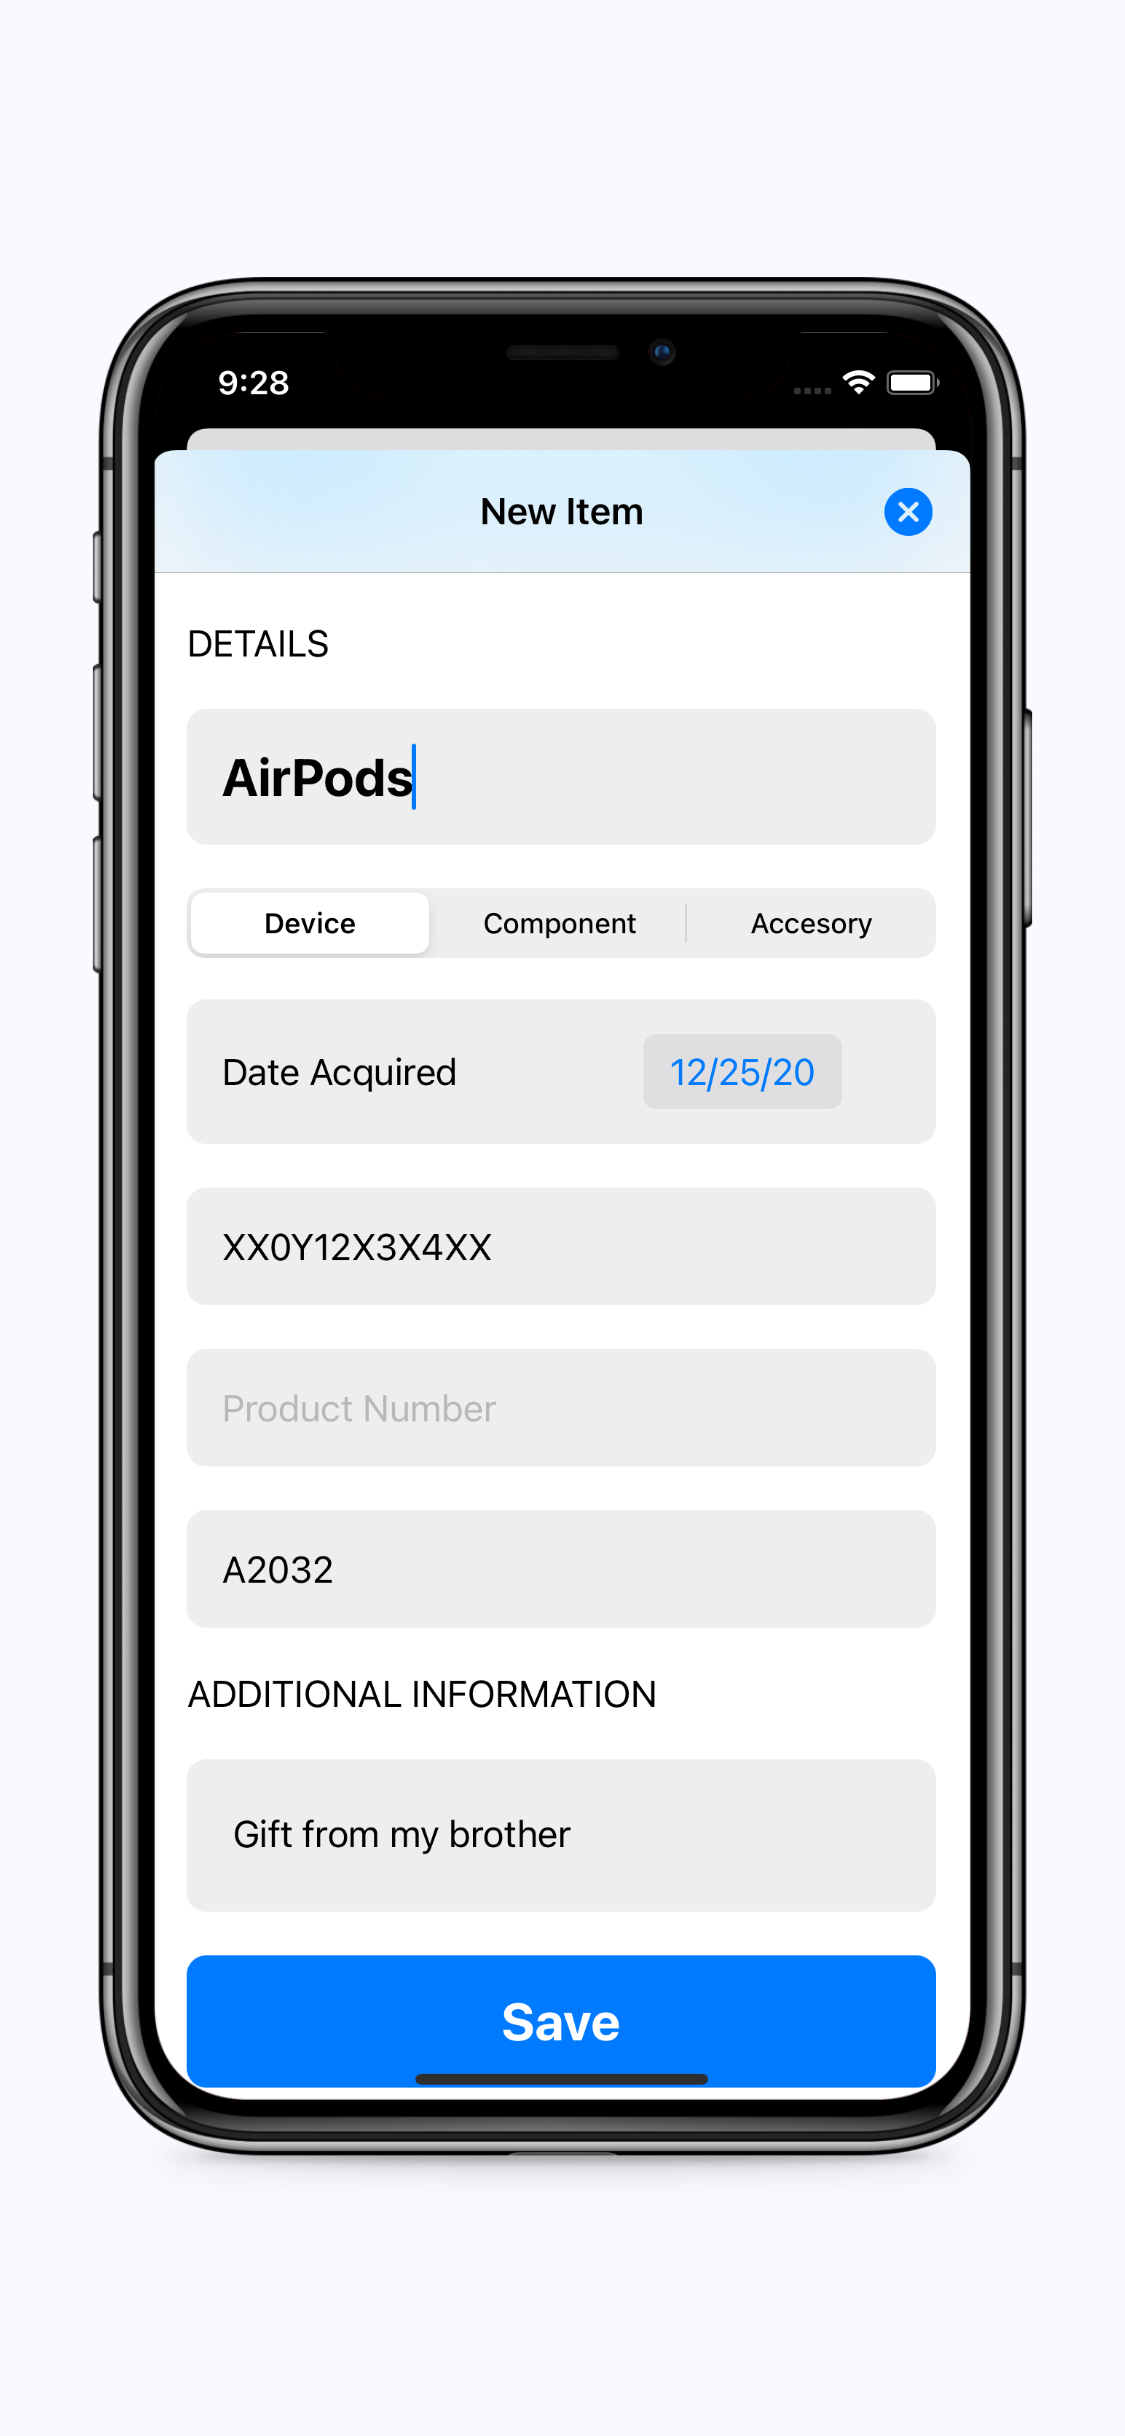 9:28
New Item
DETAILS
AirPods
Device Component Accesory
Date Acquired 12/25/20
XX0Y12X3X4XX
Product Number
A2032
ADDITIONAL INFORMATION
Gift from my brother
Save